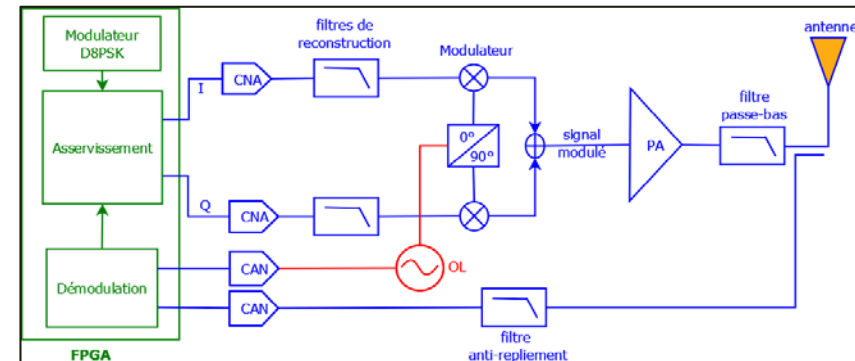 Modulateur
D8PSK
Asservissement
Démodulation
FPGA
I
Q
CNA
CNA
CAN
CAN
filtres de
reconstruction
Modulateur
0°
90°
OL
signal
modulé
PA
filtre
passe-bas
antenne
filtre
anti-repliement